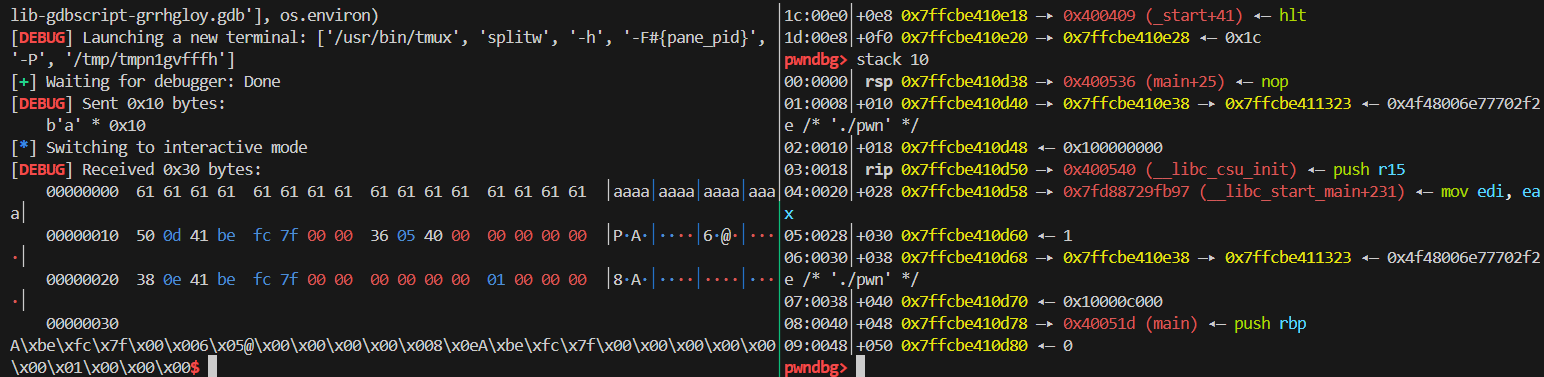 lib-gdbscript-grrhgloy.gdb'], os.environ)
[DEBUG] Launching a new terminal: ['/usr/bin/tmux', 'splitw', '-h', '-F#{pane_pid}',
'-P', '/tmp/tmpn1gvfffh']
[+] Waiting for debugger: Done
[DEBUG] Sent 0x10 bytes:
    b'a' * 0x10
[*] Switching to interactive mode
[DEBUG] Received 0x30 bytes:
    00000000  61 61 61 61  61 61 61 61  61 61 61 61  61 61 61 61  │aaaa│aaaa│aaaa│aaa
a│
    00000010  50 0d 41 be  fc 7f 00 00  36 05 40 00  00 00 00 00  │P·A·│····│6·@·│···
·│
    00000020  38 0e 41 be  fc 7f 00 00  00 00 00 00  01 00 00 00  │8·A·│····│····│···
·│
    00000030
A\xbe\xfc\x7f\x00\x006\x05@\x00\x00\x00\x00\x008\x0eA\xbe\xfc\x7f\x00\x00\x00\x00\x00
\x00\x01\x00\x00\x00$
1c:00e0│+0e8 0x7ffcbe410e18 —▸ 0x400409 (_start+41) ◂— hlt
1d:00e8│+0f0 0x7ffcbe410e20 —▸ 0x7ffcbe410e28 ◂— 0x1c
pwndbg> stack 10
00:0000│ rsp 0x7ffcbe410d38 —▸ 0x400536 (main+25) ◂— nop
01:0008│+010 0x7ffcbe410d40 —▸ 0x7ffcbe410e38 —▸ 0x7ffcbe411323 ◂— 0x4f48006e77702f2
e /* './pwn' */
02:0010│+018 0x7ffcbe410d48 ◂— 0x100000000
03:0018│ rip 0x7ffcbe410d50 —▸ 0x400540 (__libc_csu_init) ◂— push r15
04:0020│+028 0x7ffcbe410d58 —▸ 0x7fd88729fb97 (__libc_start_main+231) ◂— mov edi, ea
x
05:0028│+030 0x7ffcbe410d60 ◂— 1
06:0030│+038 0x7ffcbe410d68 —▸ 0x7ffcbe410e38 —▸ 0x7ffcbe411323 ◂— 0x4f48006e77702f2
e /* './pwn' */
07:0038│+040 0x7ffcbe410d70 ◂— 0x10000c000
08:0040│+048 0x7ffcbe410d78 —▸ 0x40051d (main) ◂— push rbp
09:0048│+050 0x7ffcbe410d80 ◂— 0
pwndbg>